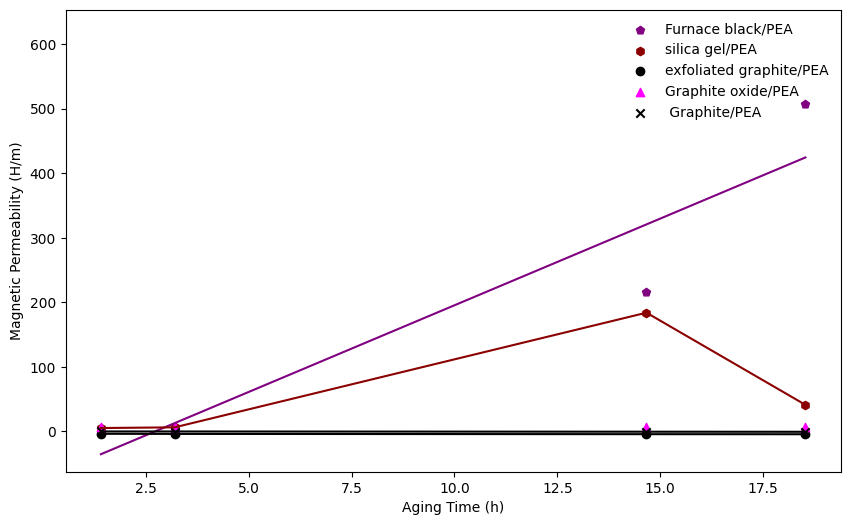 Furnace black/PEA
silica gel/PEA
exfoliated graphite/PEA
Graphite oxide/PEA
Graphite/PEA
600
500
400
300
200
100
0
Magnetic Permeability (H/m)
2.5 5.0 7.5 10.0 12.5 15.0 17.5
Aging Time (h)